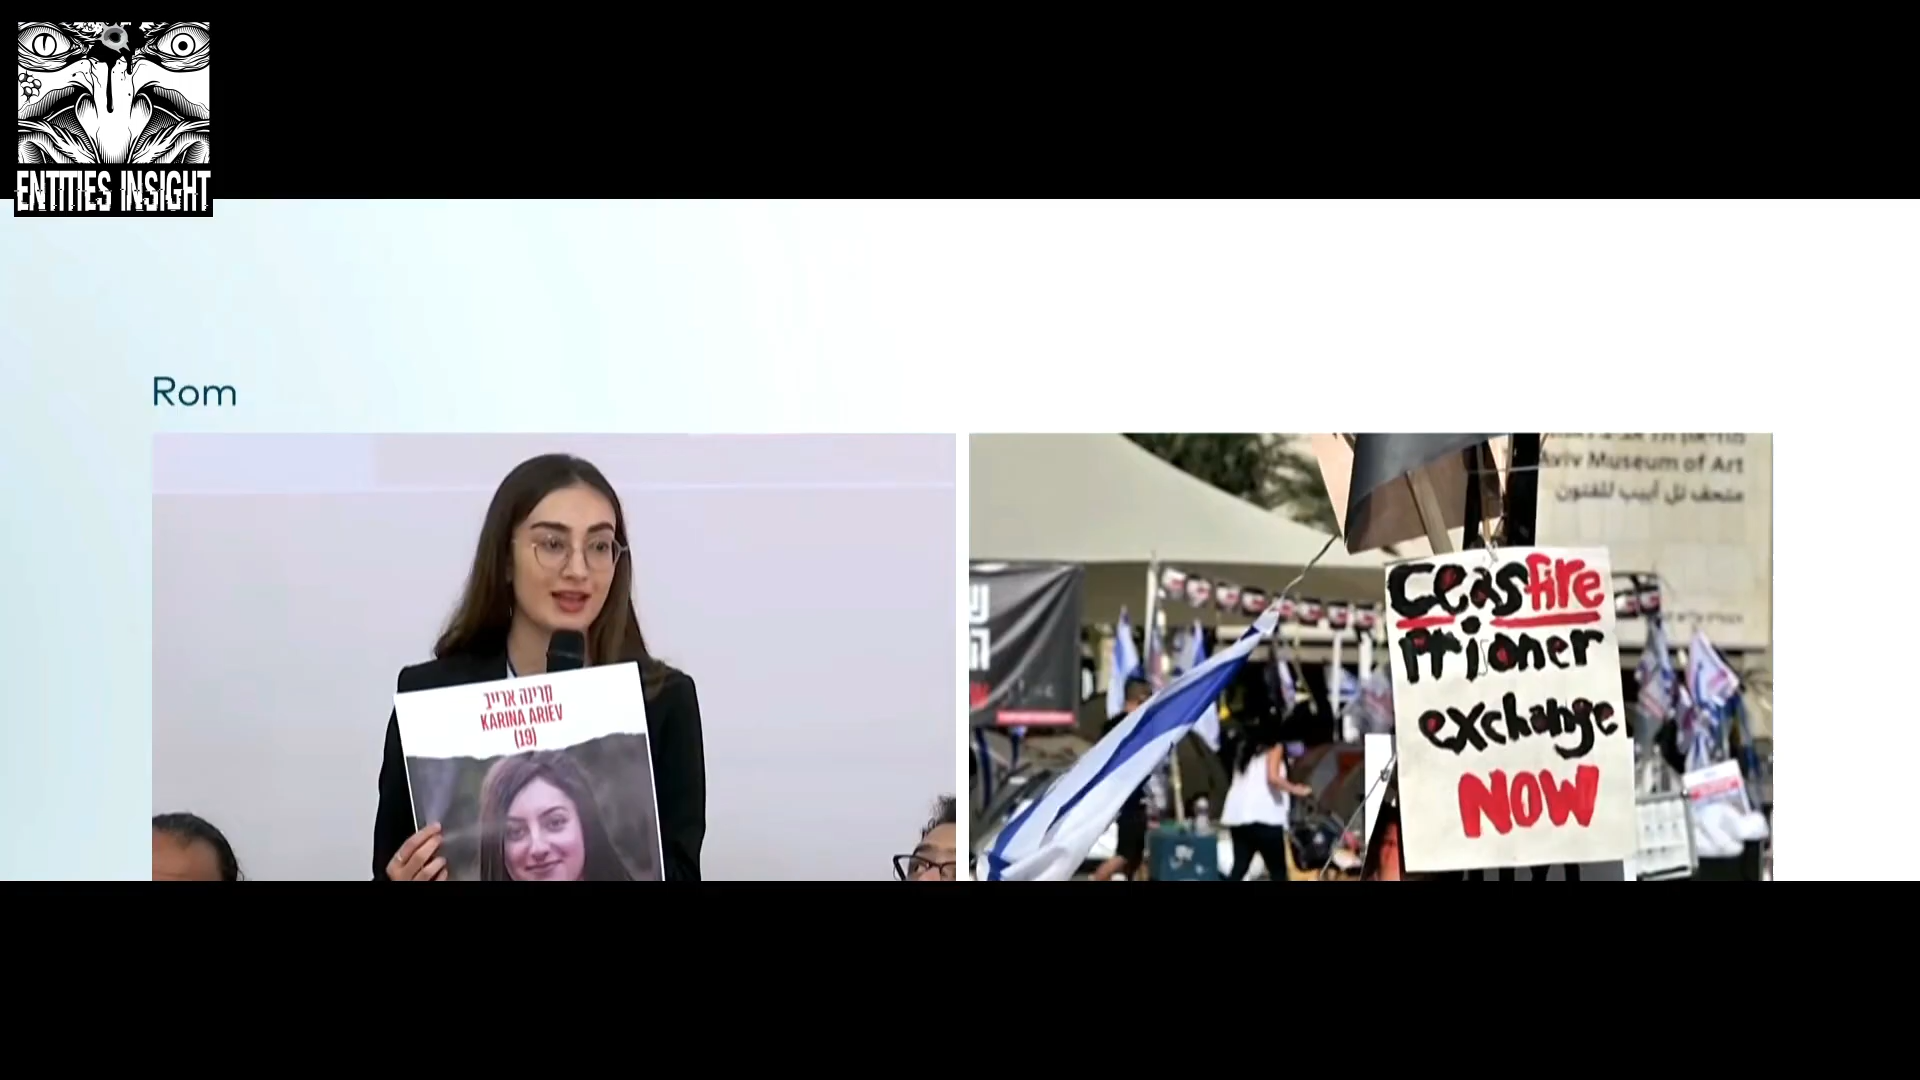 ENTITIES INSIGHT
Rom
קרינה ארייב
KARINA ARIEV
(19)
Aviv Museum of Art
متحف تل أبيب للفنون
Ceasfire
Prisoner
exchange
NOW